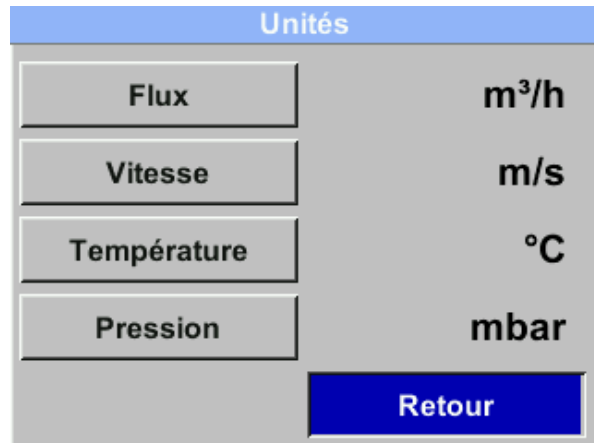 Unités
Flux m³/h
Vitesse m/s
Température °C
Pression mbar
Retour